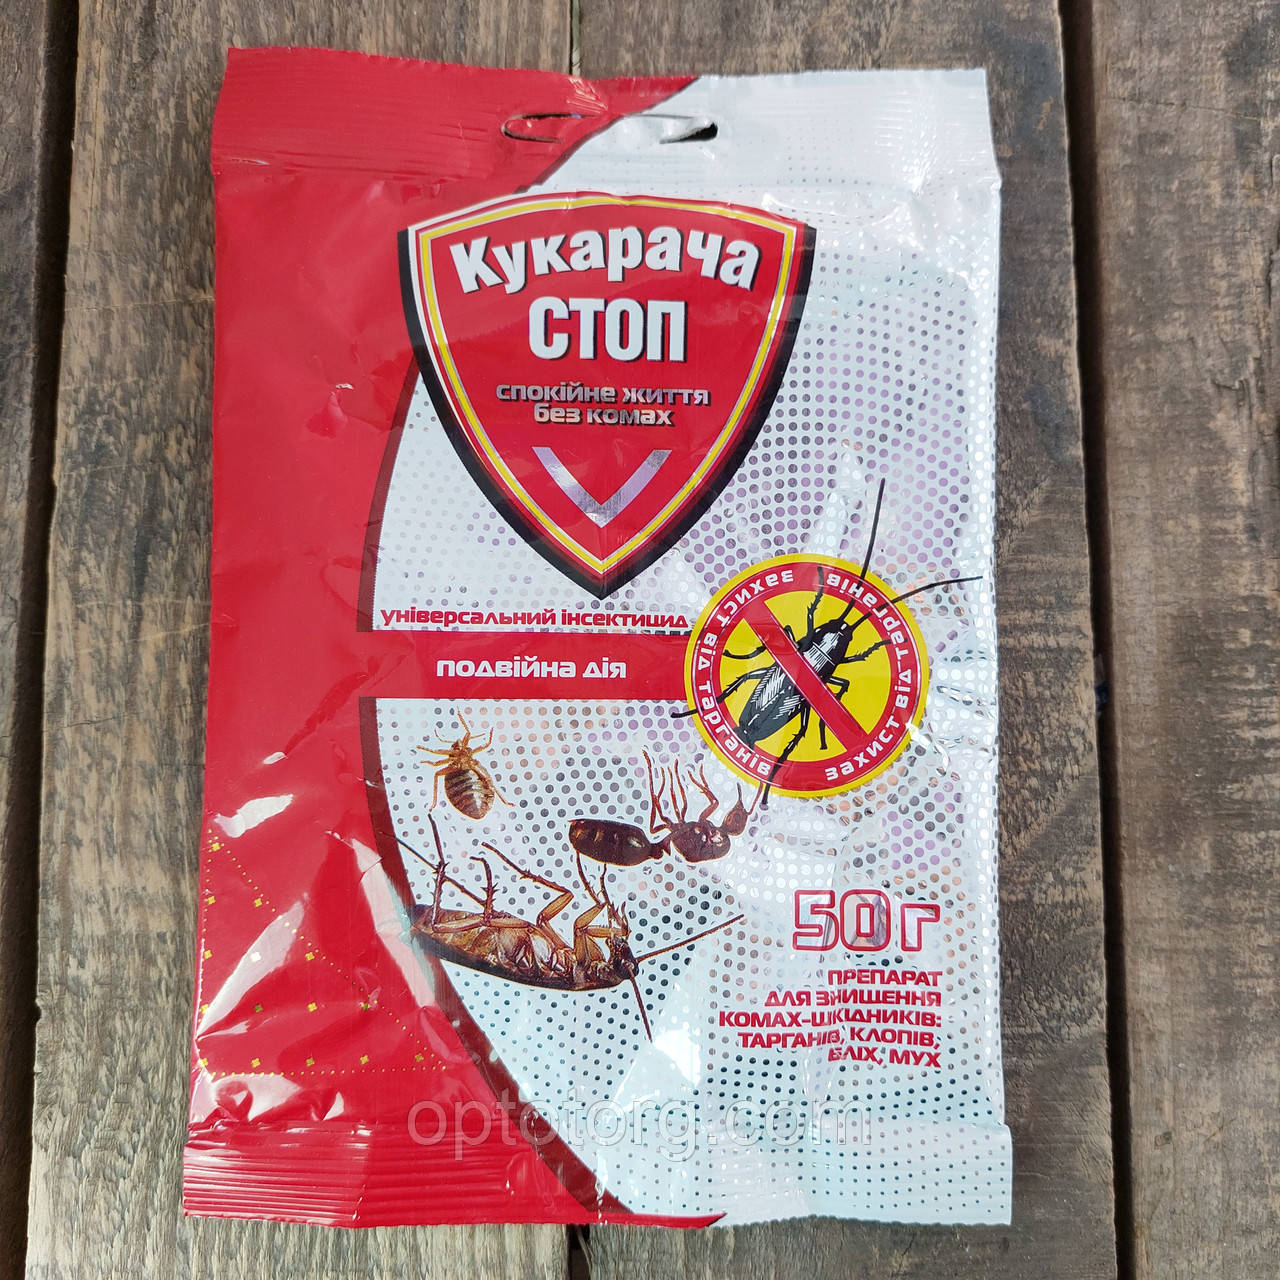 Кукарача
СТОП
спокійне життя
без комах
універсальний інсектицид
подвійна дія
захист від тарганів
захист від тарганів
50 г
ПРЕПАРАТ
ДЛЯ ЗНИЩЕННЯ
КОМАХ-ШКІДНИКІВ:
ТАРГАНІВ, КЛОПІВ,
БЛІХ, МУХ
optotorg.com